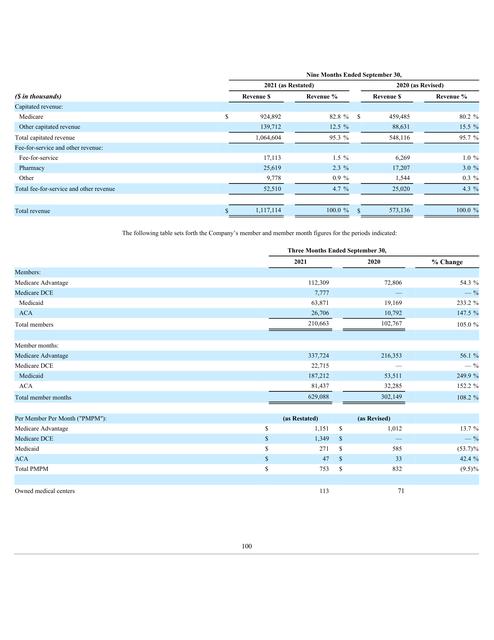 Nine Months Ended September 30,
2021 (as Restated) 2020 (as Revised)
($ in thousands) Revenue $ Revenue % Revenue $ Revenue %
Capitated revenue:
Medicare $ 924,892 82.8 % $ 459,485 80.2 %
Other capitated revenue 139,712 12.5 % 88,631 15.5 %
Total capitated revenue 1,064,604 95.3 % 548,116 95.7 %
Fee-for-service and other revenue:
Fee-for-service 17,113 1.5 % 6,269 1.0 %
Pharmacy 25,619 2.3 % 17,207 3.0 %
Other 9,778 0.9 % 1,544 0.3 %
Total fee-for-service and other revenue 52,510 4.7 % 25,020 4.3 %
Total revenue $ 1,117,114 100.0 % $ 573,136 100.0 %
The following table sets forth the Company's member and member month figures for the periods indicated:
Three Months Ended September 30,
2021 2020 % Change
Members:
Medicare Advantage 112,309 72,806 54.3 %
Medicare DCE 7,777 — — %
Medicaid 63,871 19,169 233.2 %
ACA 26,706 10,792 147.5 %
Total members 210,663 102,767 105.0 %
Member months:
Medicare Advantage 337,724 216,353 56.1 %
Medicare DCE 22,715 — — %
Medicaid 187,212 53,511 249.9 %
ACA 81,437 32,285 152.2 %
Total member months 629,088 302,149 108.2 %
Per Member Per Month ("PMPM"): (as Restated) (as Revised)
Medicare Advantage $ 1,151 $ 1,012 13.7 %
Medicare DCE $ 1,349 $ — — %
Medicaid $ 271 $ 585 (53.7)%
ACA $ 47 $ 33 42.4 %
Total PMPM $ 753 $ 832 (9.5)%
Owned medical centers 113 71
100